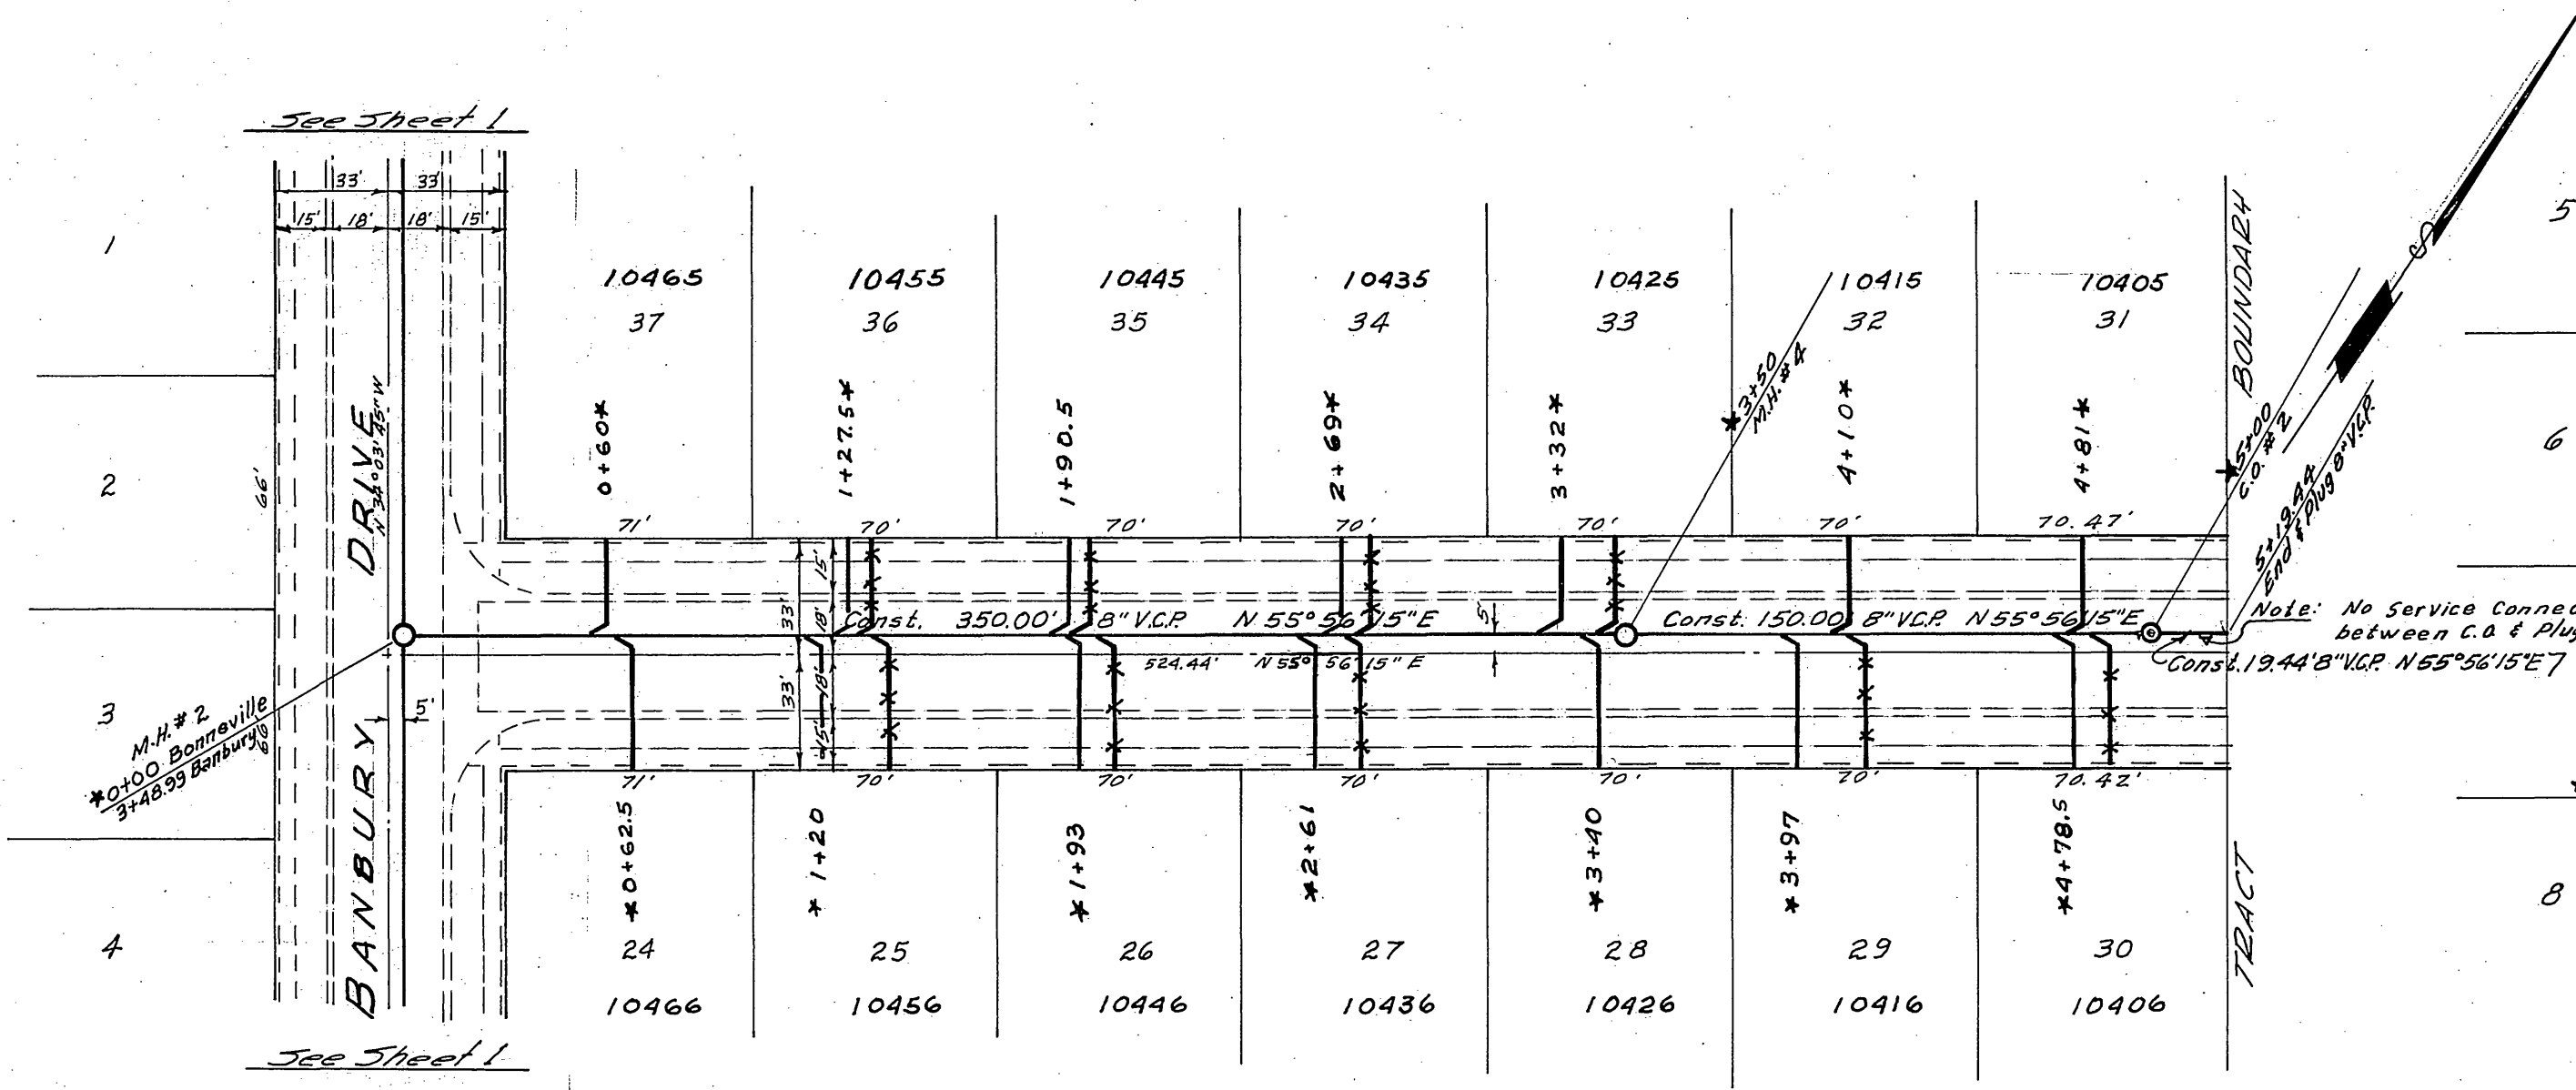 See Sheet 1
33' 33'
15' 18' 18' 15'
1
2
3
4
66'
DRIVE
N 34°03'45"W
BANBURY
5'
M.H. # 2
*0+00 Bonneville
3+48.99 Banbury
See Sheet 1
10465 10455 10445 10435 10425 10415 10405
37 36 35 34 33 32 31
0+60* 1+27.5* 1+90.5 2+69* 3+32* 4+10* 4+81*
*3+50
M.H. # 4
71' 70' 70' 70' 70' 70' 70.47'
33' 15' 18'
Const. 350.00' 8" V.C.P. N 55°56'15"E
5'
Const. 150.00' 8" V.C.P. N 55°56'15"E
524.44' N 55°56'15"E
33' 18' 15'
71' 70' 70' 70' 70' 70' 70.42'
*0+62.5 *1+20 *1+93 *2+61 *3+40 *3+97 *4+78.5
24 25 26 27 28 29 30
10466 10456 10446 10436 10426 10416 10406
BOUNDARY
TRACT
*5+00
C.O. # 2
5+19.44
End & Plug 8" V.C.P.
Note: No Service Connec
between C.O. & Plug
Const. 19.44' 8" V.C.P. N 55°56'15"E
5
6
7
8